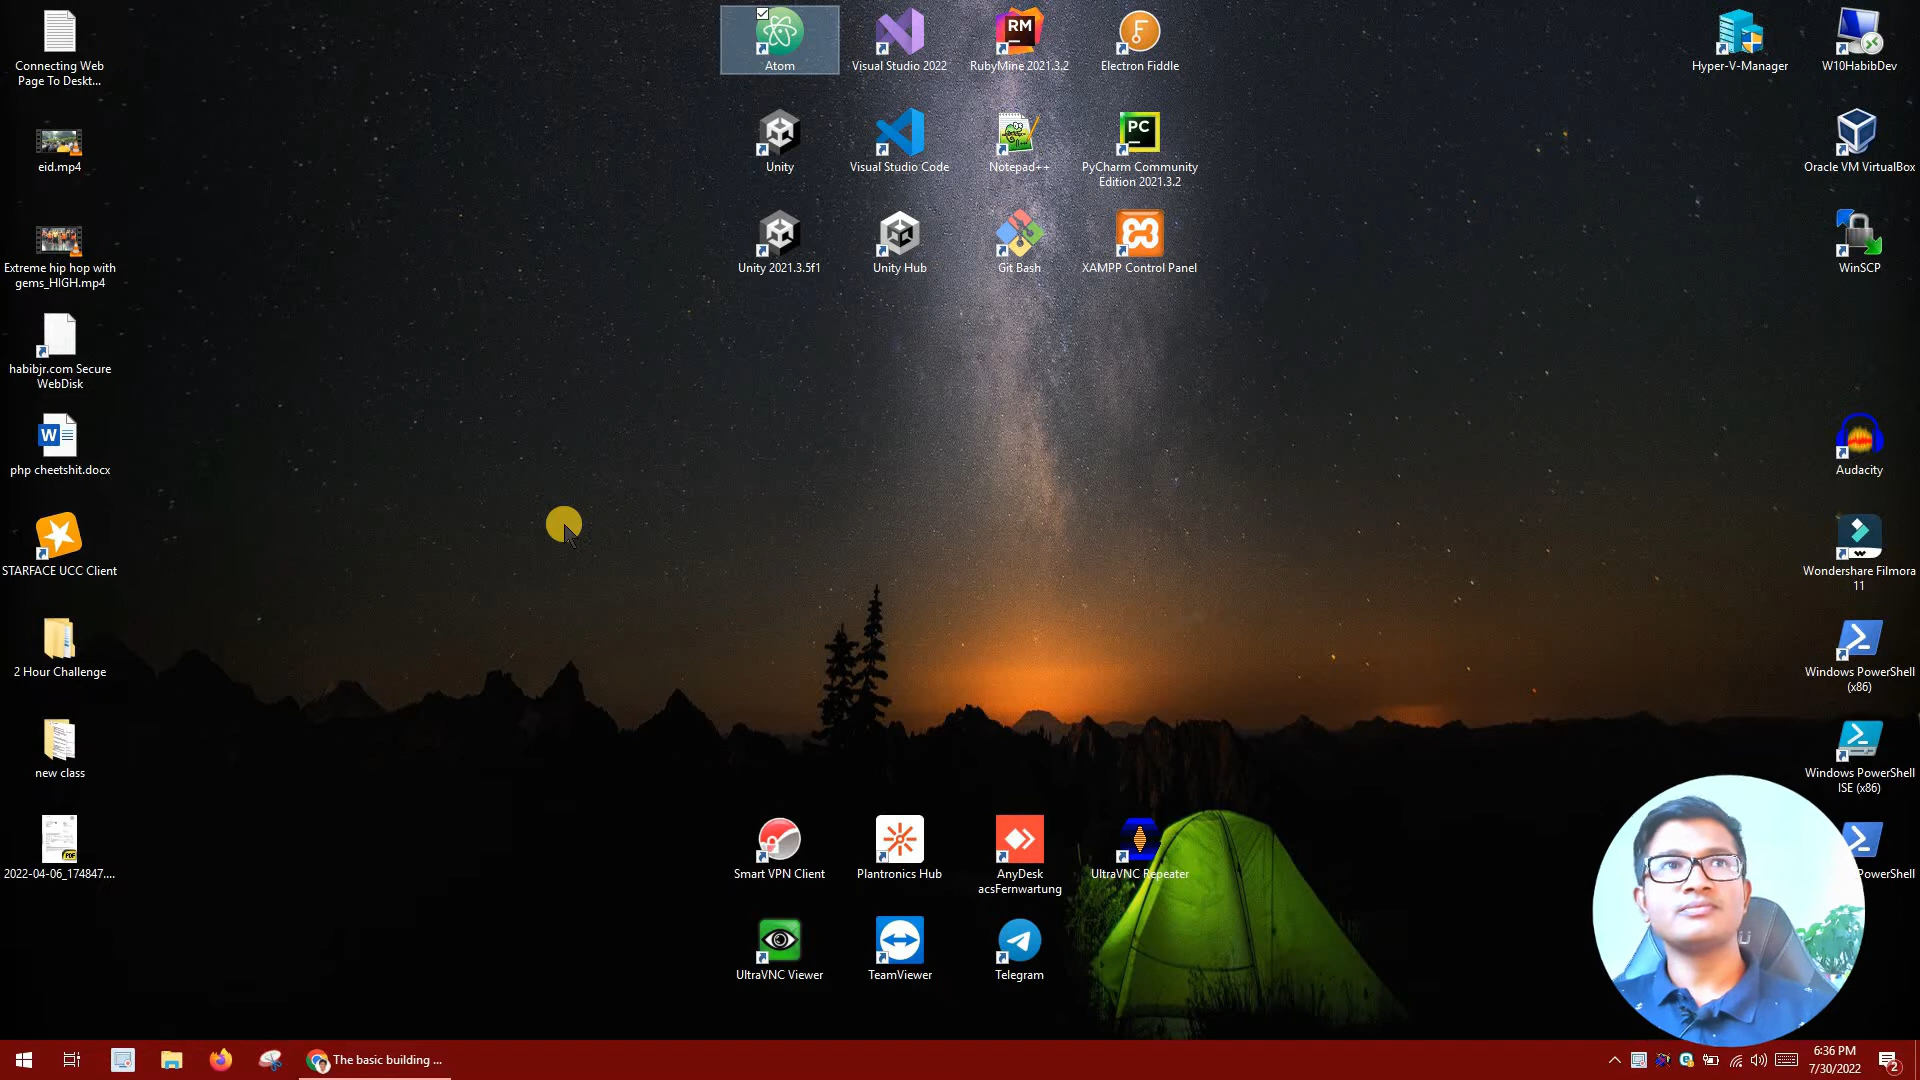 Connecting Web
Page To Deskt...
eid.mp4
Extreme hip hop with
gems_HIGH.mp4
habibjr.com Secure
WebDisk
W
php cheetshit.docx
STARFACE UCC Client
2 Hour Challenge
new class
PDF
2022-04-06_174847....
Atom
Visual Studio 2022
RM
RubyMine 2021.3.2
Electron Fiddle
Unity
Visual Studio Code
Notepad++
PC
PyCharm Community
Edition 2021.3.2
Unity 2021.3.5f1
Unity Hub
Git Bash
XAMPP Control Panel
Smart VPN Client
Plantronics Hub
AnyDesk
acsFernwartung
UltraVNC Repeater
UltraVNC Viewer
TeamViewer
Telegram
Hyper-V-Manager
W10HabibDev
Oracle VM VirtualBox
WinSCP
Audacity
Wondershare Filmora
11
Windows PowerShell
(x86)
Windows PowerShell
ISE (x86)
PowerShell
The basic building ...
6:36 PM
7/30/2022
2